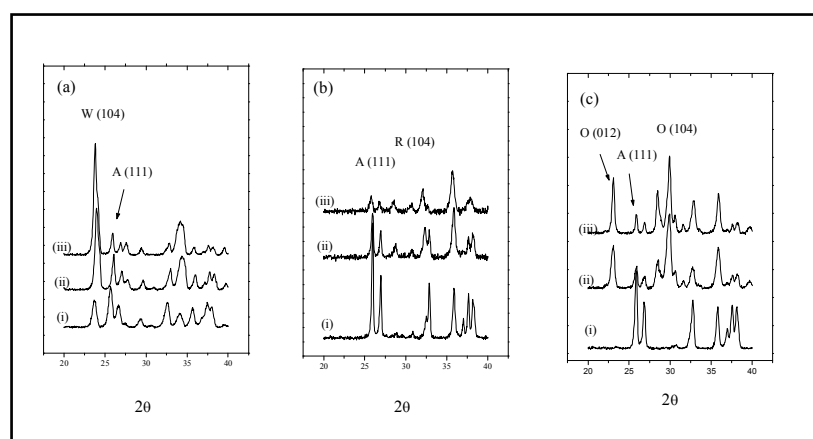 (a)
W (104)
A (111)
(iii)
(ii)
(i)
20 25 30 35 40
2θ
(b)
R (104)
A (111)
(iii)
(ii)
(i)
20 25 30 35 40
2θ
(c)
O (104)
O (012)
A (111)
(iii)
(ii)
(i)
20 25 30 35 40
2θ